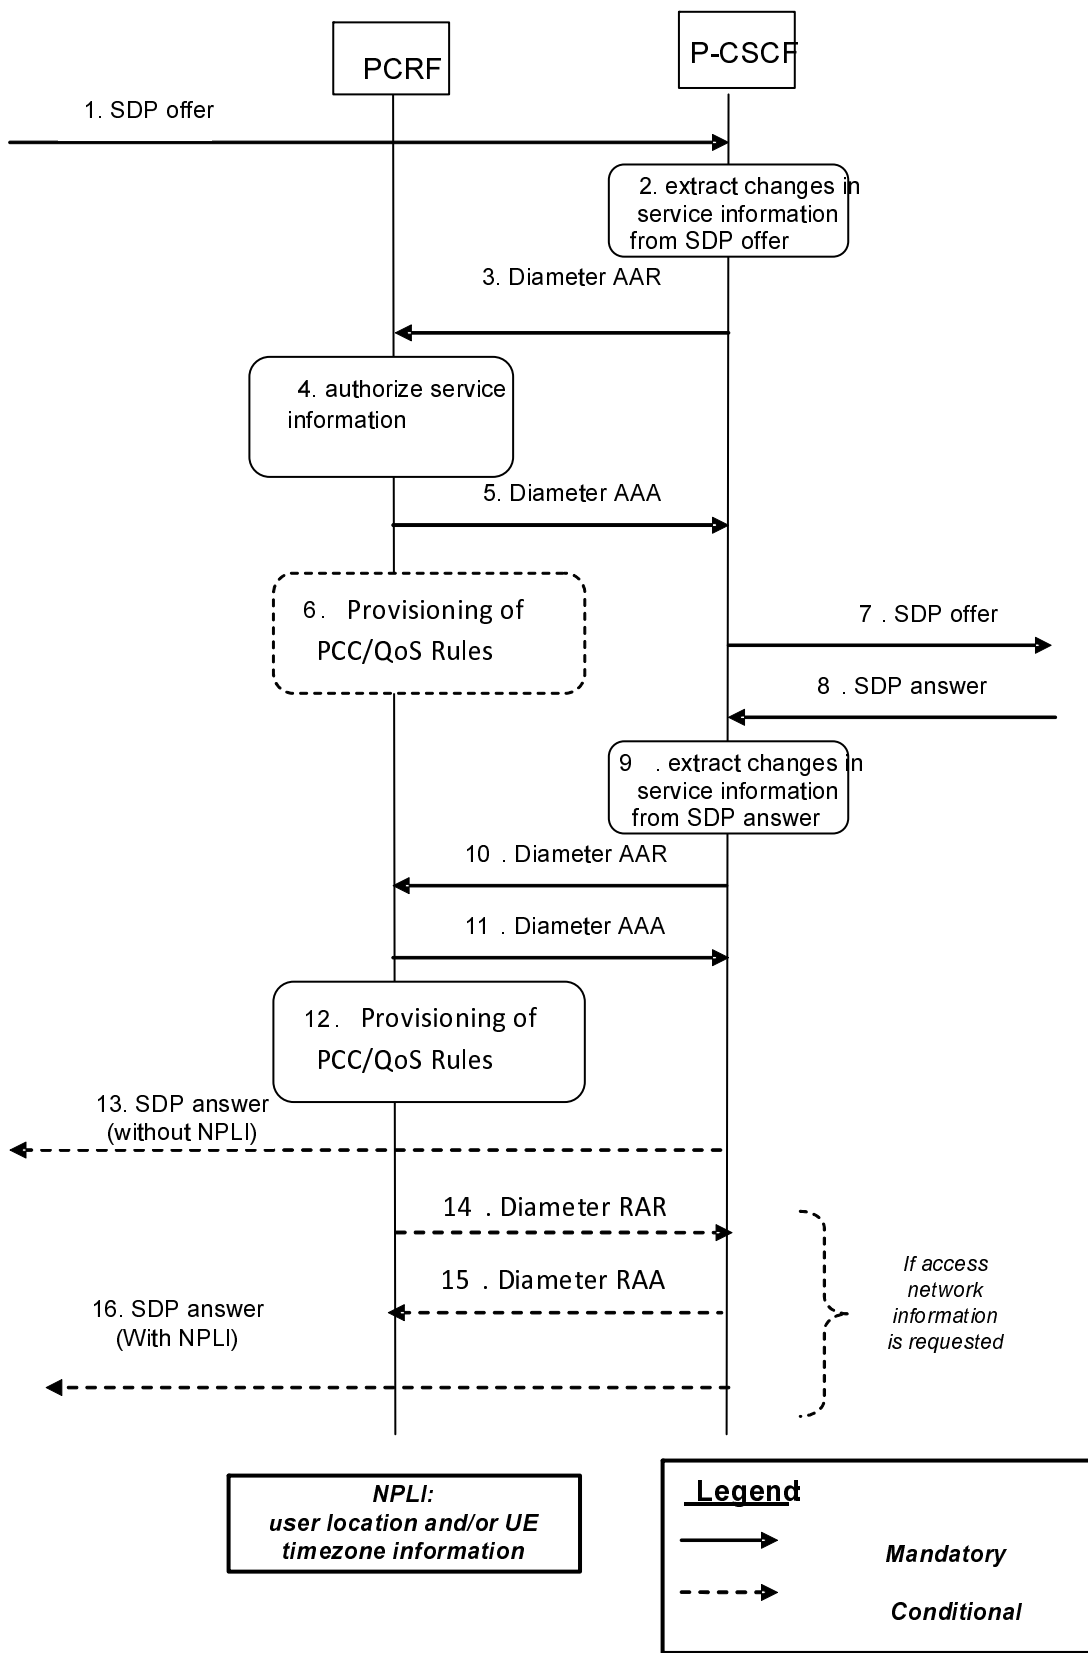 PCRF
P-CSCF
1. SDP offer
2. extract changes in
service information
from SDP offer
3. Diameter AAR
4. authorize service
information
5. Diameter AAA
6. Provisioning of
PCC/QoS Rules
7 . SDP offer
8 . SDP answer
9 . extract changes in
service information
from SDP answer
10 . Diameter AAR
11 . Diameter AAA
12. Provisioning of
PCC/QoS Rules
13. SDP answer
(without NPLI)
14 . Diameter RAR
15 . Diameter RAA
16. SDP answer
(With NPLI)
If access
network
information
is requested
NPLI:
user location and/or UE
timezone information
Legend
Mandatory
Conditional